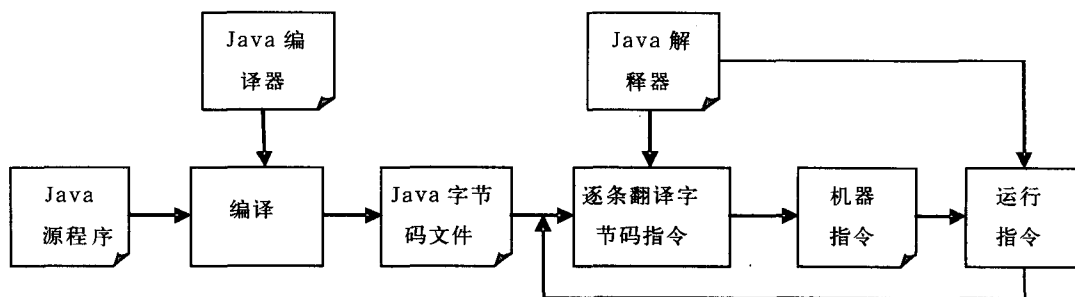 Java 编
译器
Java 解
释器
Java
源程序
编译
Java 字节
码文件
逐条翻译字
节码指令
机器
指令
运行
指令